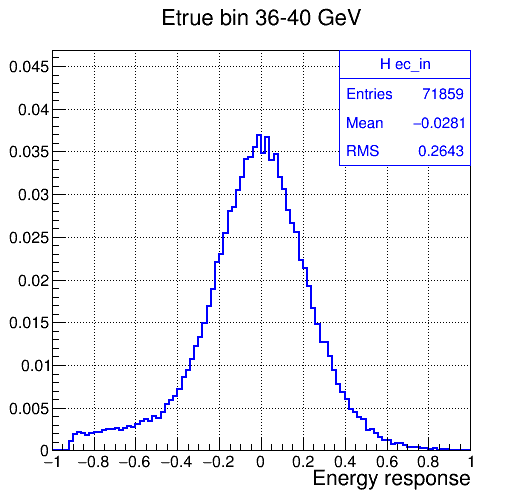 Etrue bin 36-40 GeV
H ec_in
Entries 71859
Mean −0.0281
RMS 0.2643
0.045
0.04
0.035
0.03
0.025
0.02
0.015
0.01
0.005
0
−1 −0.8 −0.6 −0.4 −0.2 0 0.2 0.4 0.6 0.8 1
Energy response